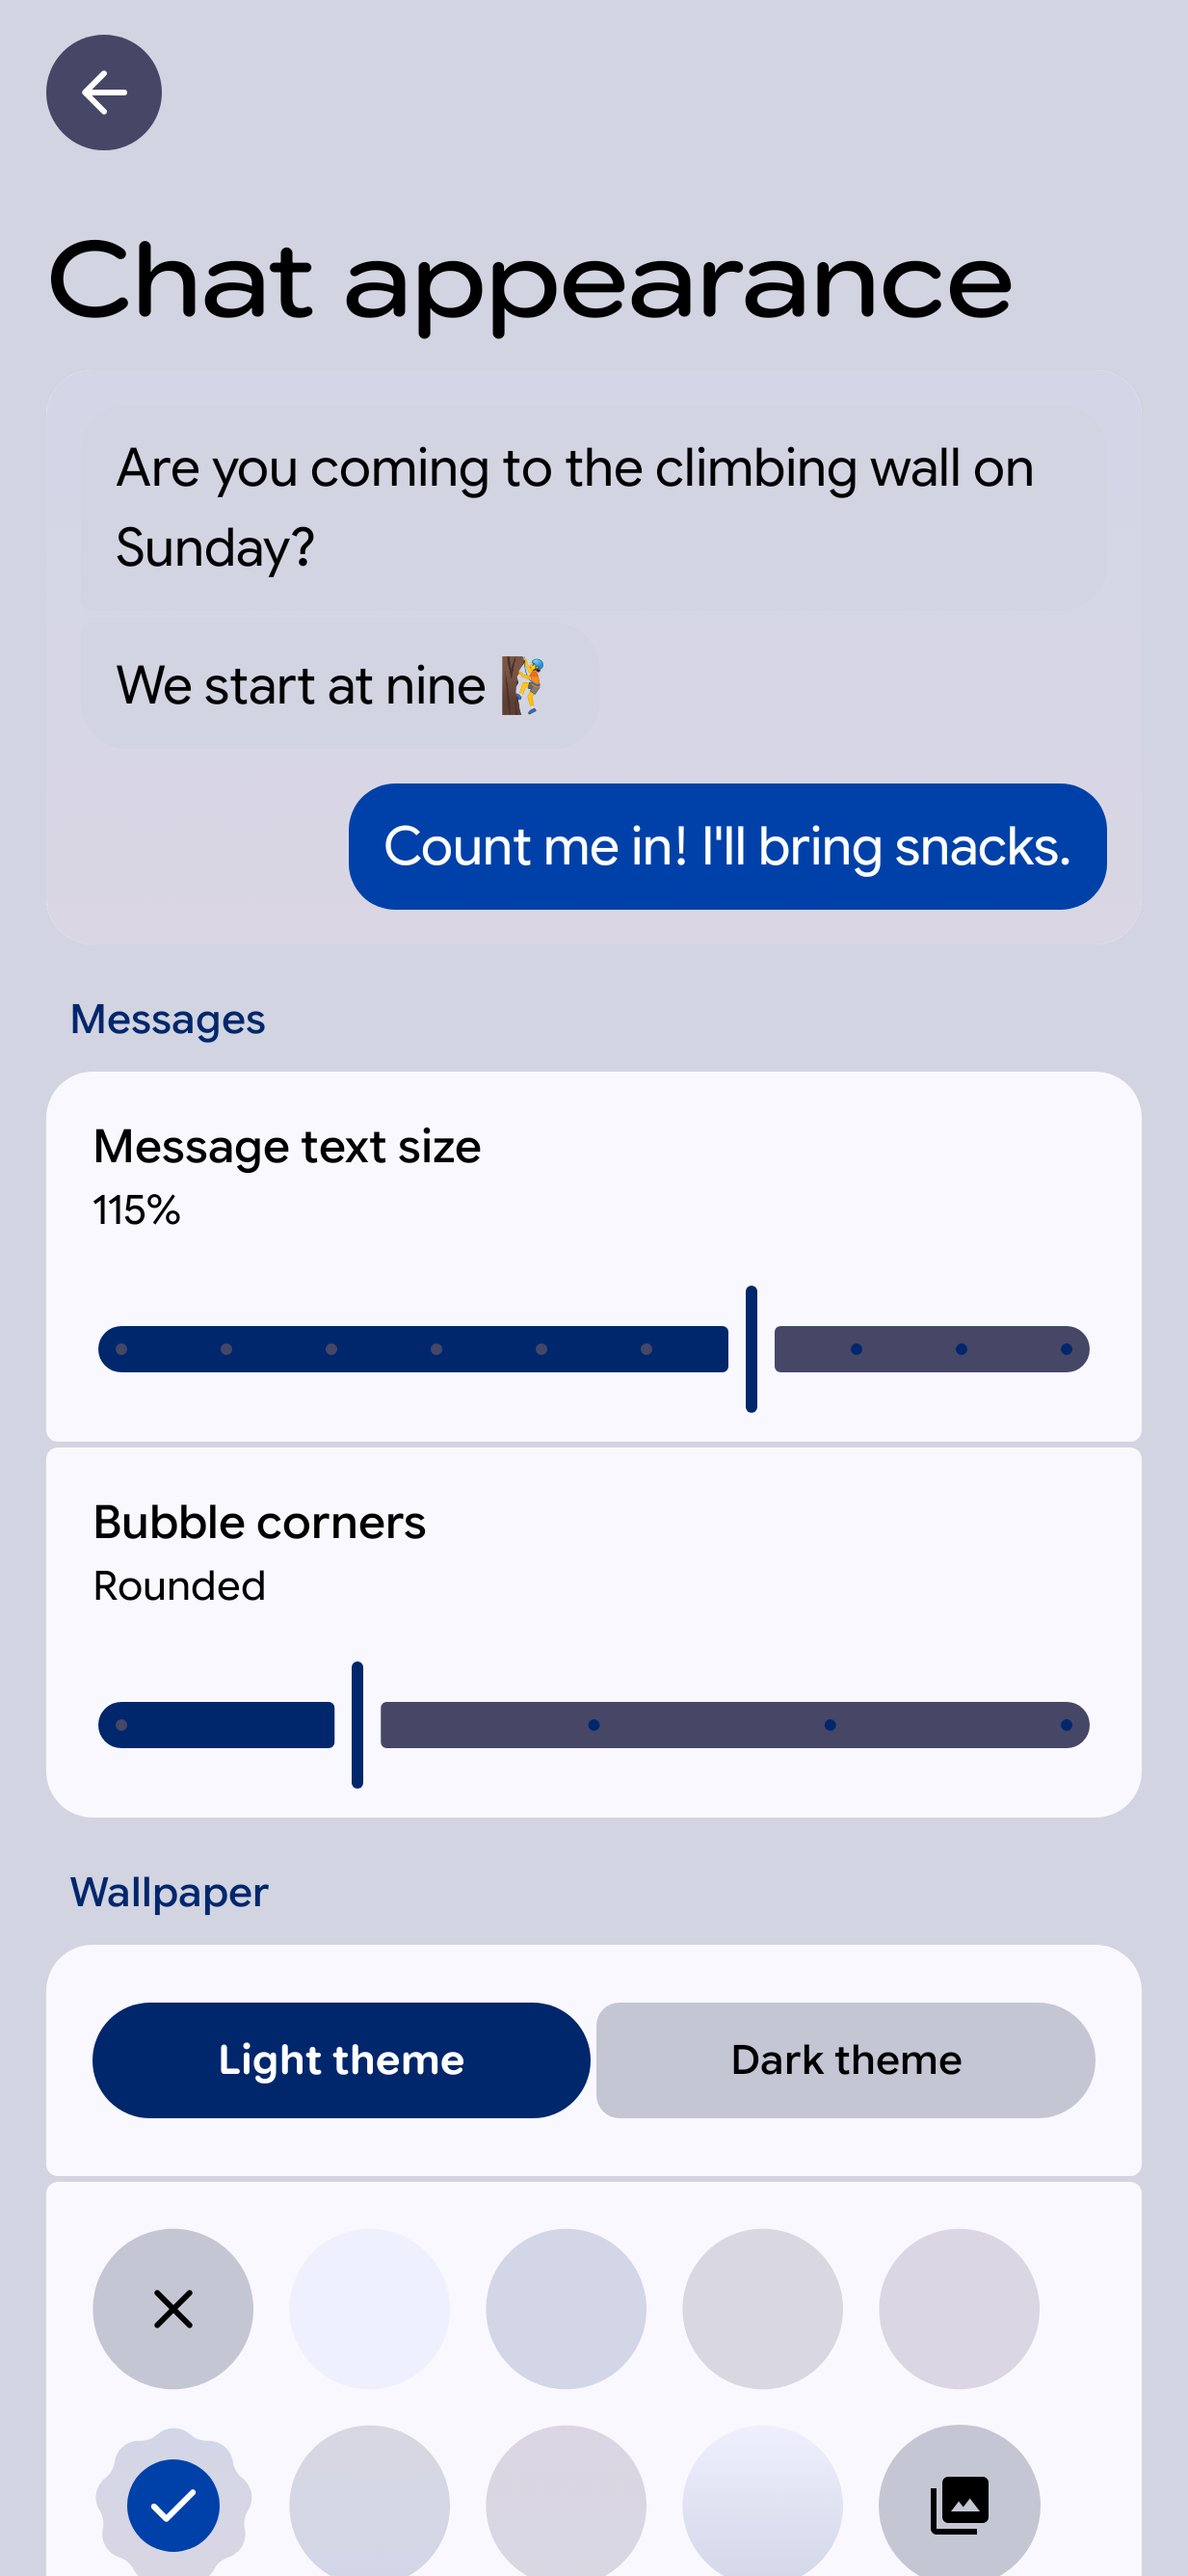 Chat appearance
Are you coming to the climbing wall on
Sunday?
We start at nine 🧗
Count me in! I'll bring snacks.
Messages
Message text size
115%
Bubble corners
Rounded
Wallpaper
Light theme
Dark theme